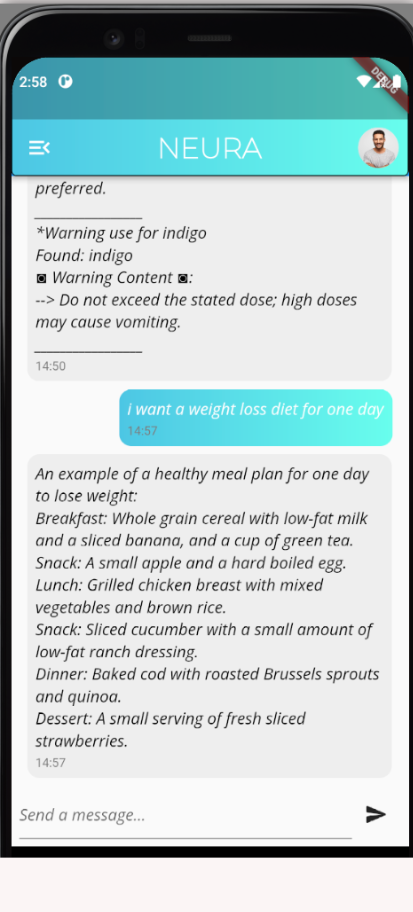 2:58
DEBUG
NEURA
preferred.
_______________
*Warning use for indigo
Found: indigo
◙ Warning Content ◙:
--> Do not exceed the stated dose; high doses
may cause vomiting.
_______________
14:50
i want a weight loss diet for one day
14:57
An example of a healthy meal plan for one day
to lose weight:
Breakfast: Whole grain cereal with low-fat milk
and a sliced banana, and a cup of green tea.
Snack: A small apple and a hard boiled egg.
Lunch: Grilled chicken breast with mixed
vegetables and brown rice.
Snack: Sliced cucumber with a small amount of
low-fat ranch dressing.
Dinner: Baked cod with roasted Brussels sprouts
and quinoa.
Dessert: A small serving of fresh sliced
strawberries.
14:57
Send a message...